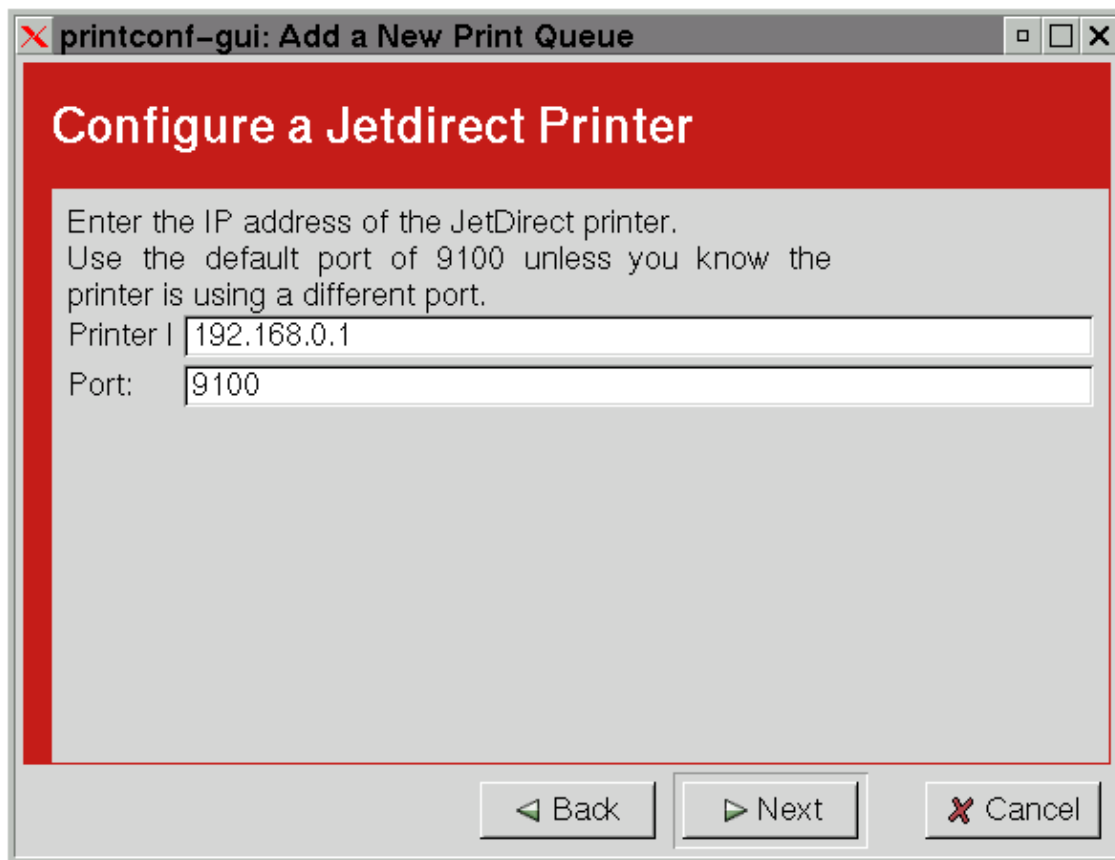 printconf-gui: Add a New Print Queue
Configure a Jetdirect Printer
Enter the IP address of the JetDirect printer.
Use the default port of 9100 unless you know the
printer is using a different port.
Printer I 192.168.0.1
Port: 9100
Back Next Cancel